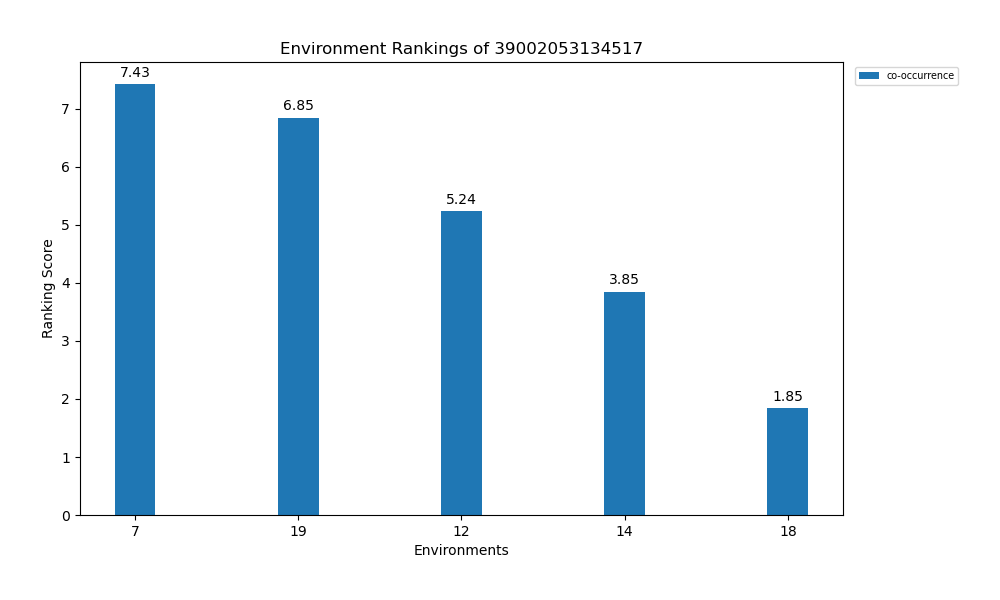 Environment Rankings of 39002053134517
co-occurrence
7.43
6.85
5.24
3.85
1.85
Ranking Score
7
6
5
4
3
2
1
0
7 19 12 14 18
Environments